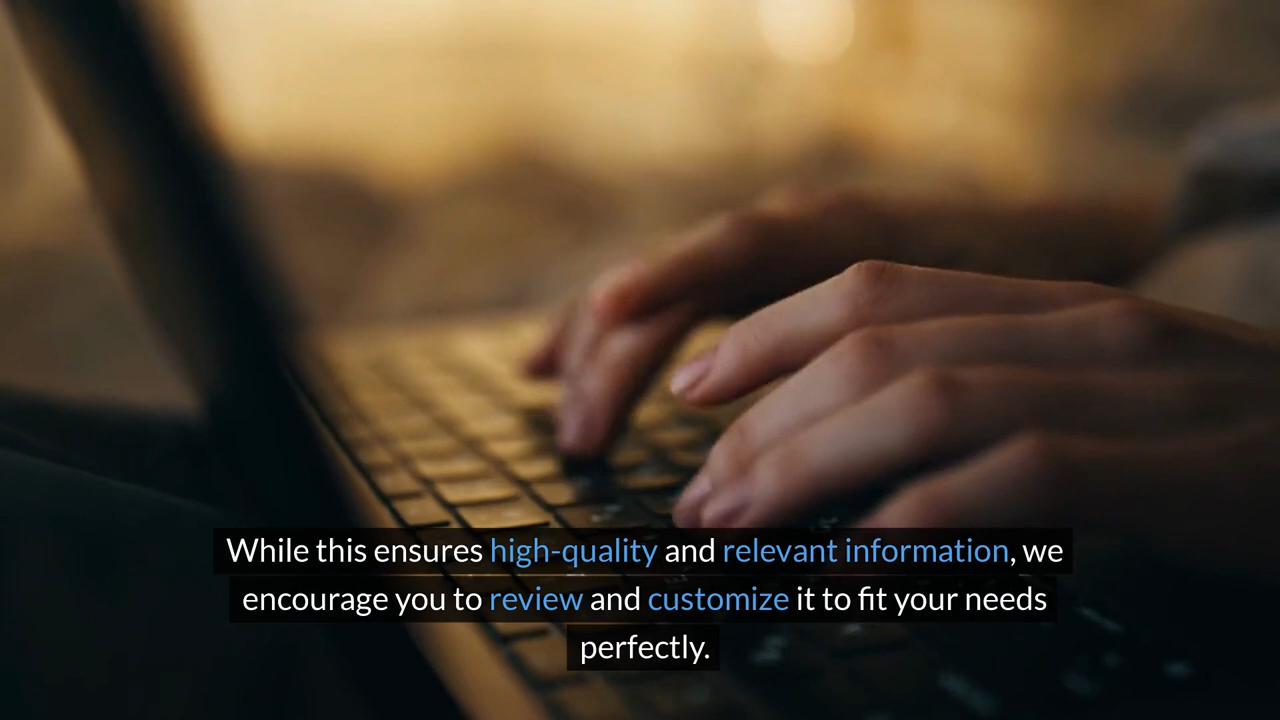 While this ensures high-quality and relevant information, we
encourage you to review and customize it to fit your needs
perfectly.